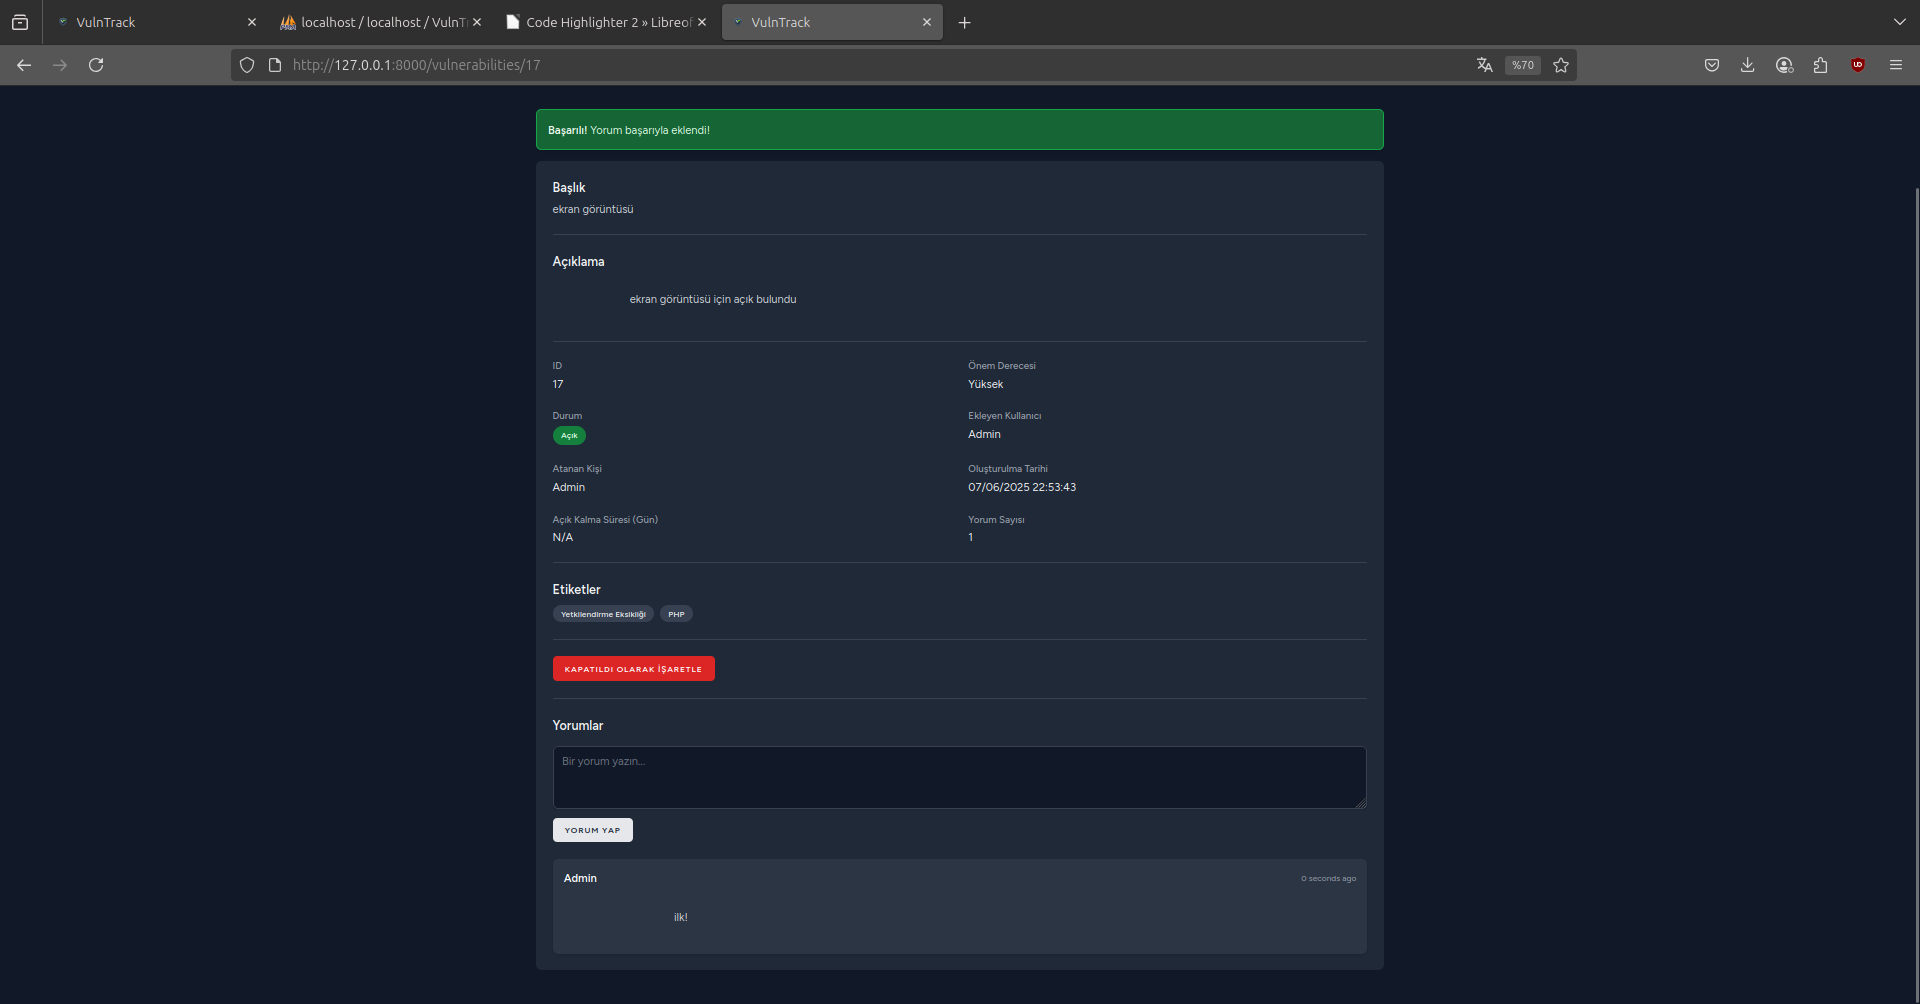 VulnTrack
localhost / localhost / VulnTr
Code Highlighter 2 » Libreof
VulnTrack
http://127.0.0.1:8000/vulnerabilities/17
%70
Başarılı! Yorum başarıyla eklendi!
Başlık
ekran görüntüsü
Açıklama
ekran görüntüsü için açık bulundu
ID
Önem Derecesi
17
Yüksek
Durum
Ekleyen Kullanıcı
Açık
Admin
Atanan Kişi
Oluşturulma Tarihi
Admin
07/06/2025 22:53:43
Açık Kalma Süresi (Gün)
Yorum Sayısı
N/A
1
Etiketler
Yetkilendirme Eksikliği
PHP
KAPATILDI OLARAK İŞARETLE
Yorumlar
Bir yorum yazın...
YORUM YAP
Admin
0 seconds ago
ilk!